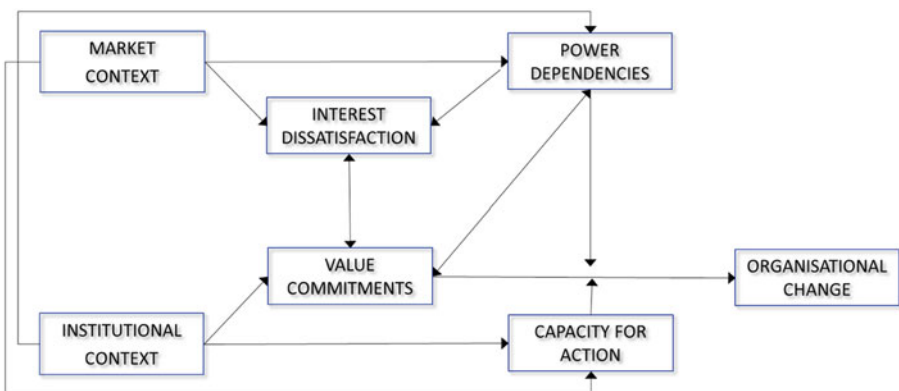 MARKET
CONTEXT
POWER
DEPENDENCIES
INTEREST
DISSATISFACTION
VALUE
COMMITMENTS
ORGANISATIONAL
CHANGE
INSTITUTIONAL
CONTEXT
CAPACITY FOR
ACTION